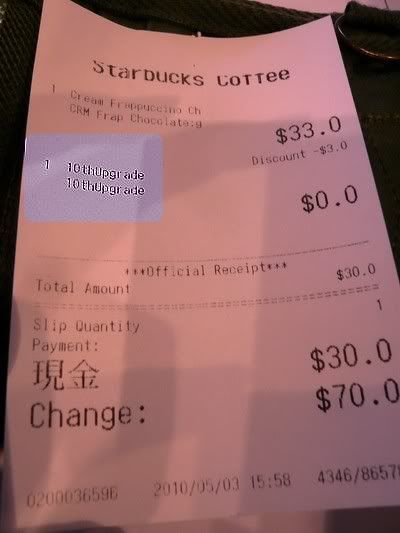 Starbucks Coffee
1 Cream Frappuccino Ch
CRM Frap Chocolate:g
$33.0
Discount -$3.0
1 10thUpgrade
10thUpgrade
$0.0
***Official Receipt***
Total Amount $30.0
Slip Quantity 1
Payment:
現金 $30.0
Change: $70.0
0200036596 2010/05/03 15:58 4346/8657